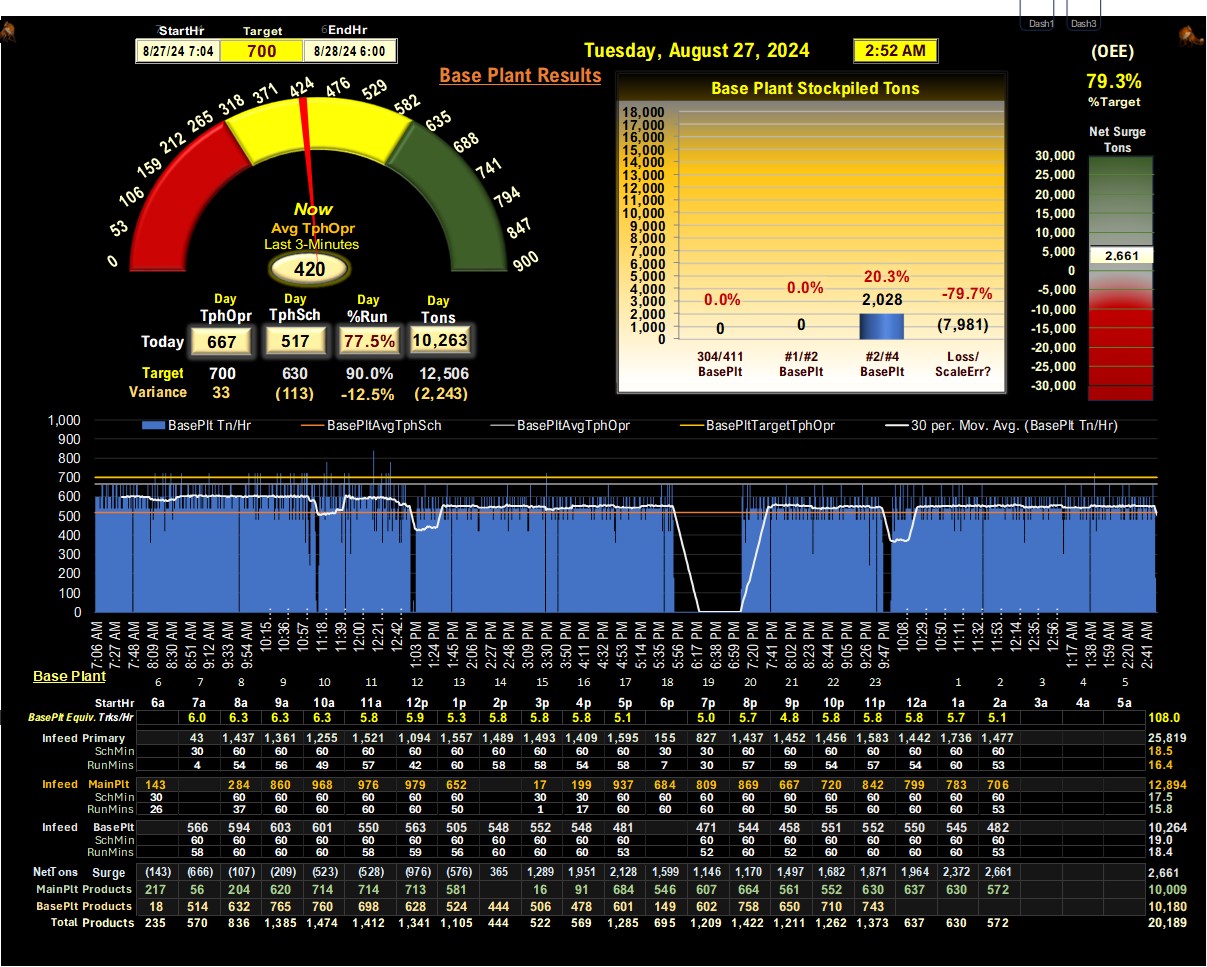 Dash1 Dash3
StartHr Target EndHr
8/27/24 7:04 700 8/28/24 6:00
Tuesday, August 27, 2024 2:52 AM
(OEE)
79.3%
%Target
Base Plant Results
0 53 106 159 212 265 318 371 424 476 529 582 635 688 741 794 847 900
Now
Avg TphOpr
Last 3-Minutes
420
Day Day Day Day
TphOpr TphSch %Run Tons
Today 667 517 77.5% 10,263
Target 700 630 90.0% 12,506
Variance 33 (113) -12.5% (2,243)
Base Plant Stockpiled Tons
18,000
17,000
16,000
15,000
14,000
13,000
12,000
11,000
10,000
9,000
8,000
7,000
6,000
5,000
4,000
3,000
2,000
1,000
0
0.0% 0.0% 20.3% -79.7%
0 0 2,028 (7,981)
304/411 #1/#2 #2/#4 Loss/
BasePlt BasePlt BasePlt ScaleErr?
Net Surge
Tons
30,000
25,000
20,000
15,000
10,000
5,000
0
-5,000
-10,000
-15,000
-20,000
-25,000
-30,000
2,661
BasePlt Tn/Hr BasePltAvgTphSch BasePltAvgTphOpr BasePltTargetTphOpr 30 per. Mov. Avg. (BasePlt Tn/Hr)
1,000
900
800
700
600
500
400
300
200
100
0
7:06 AM 7:27 AM 7:48 AM 8:09 AM 8:30 AM 8:51 AM 9:12 AM 9:33 AM 9:54 AM 10:15... 10:36... 10:57... 11:18... 11:39... 12:00... 12:21... 12:42... 1:03 PM 1:24 PM 1:45 PM 2:06 PM 2:27 PM 2:48 PM 3:09 PM 3:30 PM 3:50 PM 4:11 PM 4:32 PM 4:53 PM 5:14 PM 5:35 PM 5:56 PM 6:17 PM 6:38 PM 6:59 PM 7:20 PM 7:41 PM 8:02 PM 8:23 PM 8:44 PM 9:05 PM 9:26 PM 9:47 PM 10:08... 10:29... 10:50... 11:11... 11:32... 11:53... 12:14... 12:35... 12:56... 1:17 AM 1:38 AM 1:59 AM 2:20 AM 2:41 AM
Base Plant
6 7 8 9 10 11 12 13 14 15 16 17 18 19 20 21 22 23 1 2 3 4 5
StartHr 6a 7a 8a 9a 10a 11a 12p 1p 2p 3p 4p 5p 6p 7p 8p 9p 10p 11p 12a 1a 2a 3a 4a 5a
BasePlt Equiv. Trks/Hr 6.0 6.3 6.3 6.3 5.8 5.9 5.3 5.8 5.8 5.8 5.1 5.0 5.7 4.8 5.8 5.8 5.8 5.7 5.1 108.0
Infeed Primary 43 1,437 1,361 1,255 1,521 1,094 1,557 1,489 1,493 1,409 1,595 155 827 1,437 1,452 1,456 1,583 1,442 1,736 1,477 25,819
SchMin 30 60 60 60 60 60 60 60 60 60 60 30 30 60 60 60 60 60 60 60 18.5
RunMins 4 54 56 49 57 42 60 58 58 54 58 7 30 57 59 54 57 54 60 53 16.4
Infeed MainPlt 143 284 860 968 976 979 652 17 199 937 684 809 869 667 720 842 799 783 706 12,894
SchMin 30 60 60 60 60 60 60 30 30 60 60 60 60 60 60 60 60 60 60 17.5
RunMins 26 37 60 60 60 60 50 1 17 60 60 60 60 50 55 60 60 60 53 15.8
Infeed BasePlt 566 594 603 601 550 563 505 548 552 548 481 471 544 458 551 552 550 545 482 10,264
SchMin 60 60 60 60 60 60 60 60 60 60 60 60 60 60 60 60 60 60 60 19.0
RunMins 58 60 60 60 58 59 56 60 60 60 53 52 60 52 60 60 60 60 53 18.4
NetTons Surge (143) (666) (107) (209) (523) (528) (976) (576) 365 1,289 1,951 2,128 1,599 1,146 1,170 1,497 1,682 1,871 1,964 2,372 2,661 2,661
MainPlt Products 217 56 204 620 714 714 713 581 16 91 684 546 607 664 561 552 630 637 630 572 10,009
BasePlt Products 18 514 632 765 760 698 628 524 444 506 478 601 149 602 758 650 710 743 10,180
Total Products 235 570 836 1,385 1,474 1,412 1,341 1,105 444 522 569 1,285 695 1,209 1,422 1,211 1,262 1,373 637 630 572 20,189